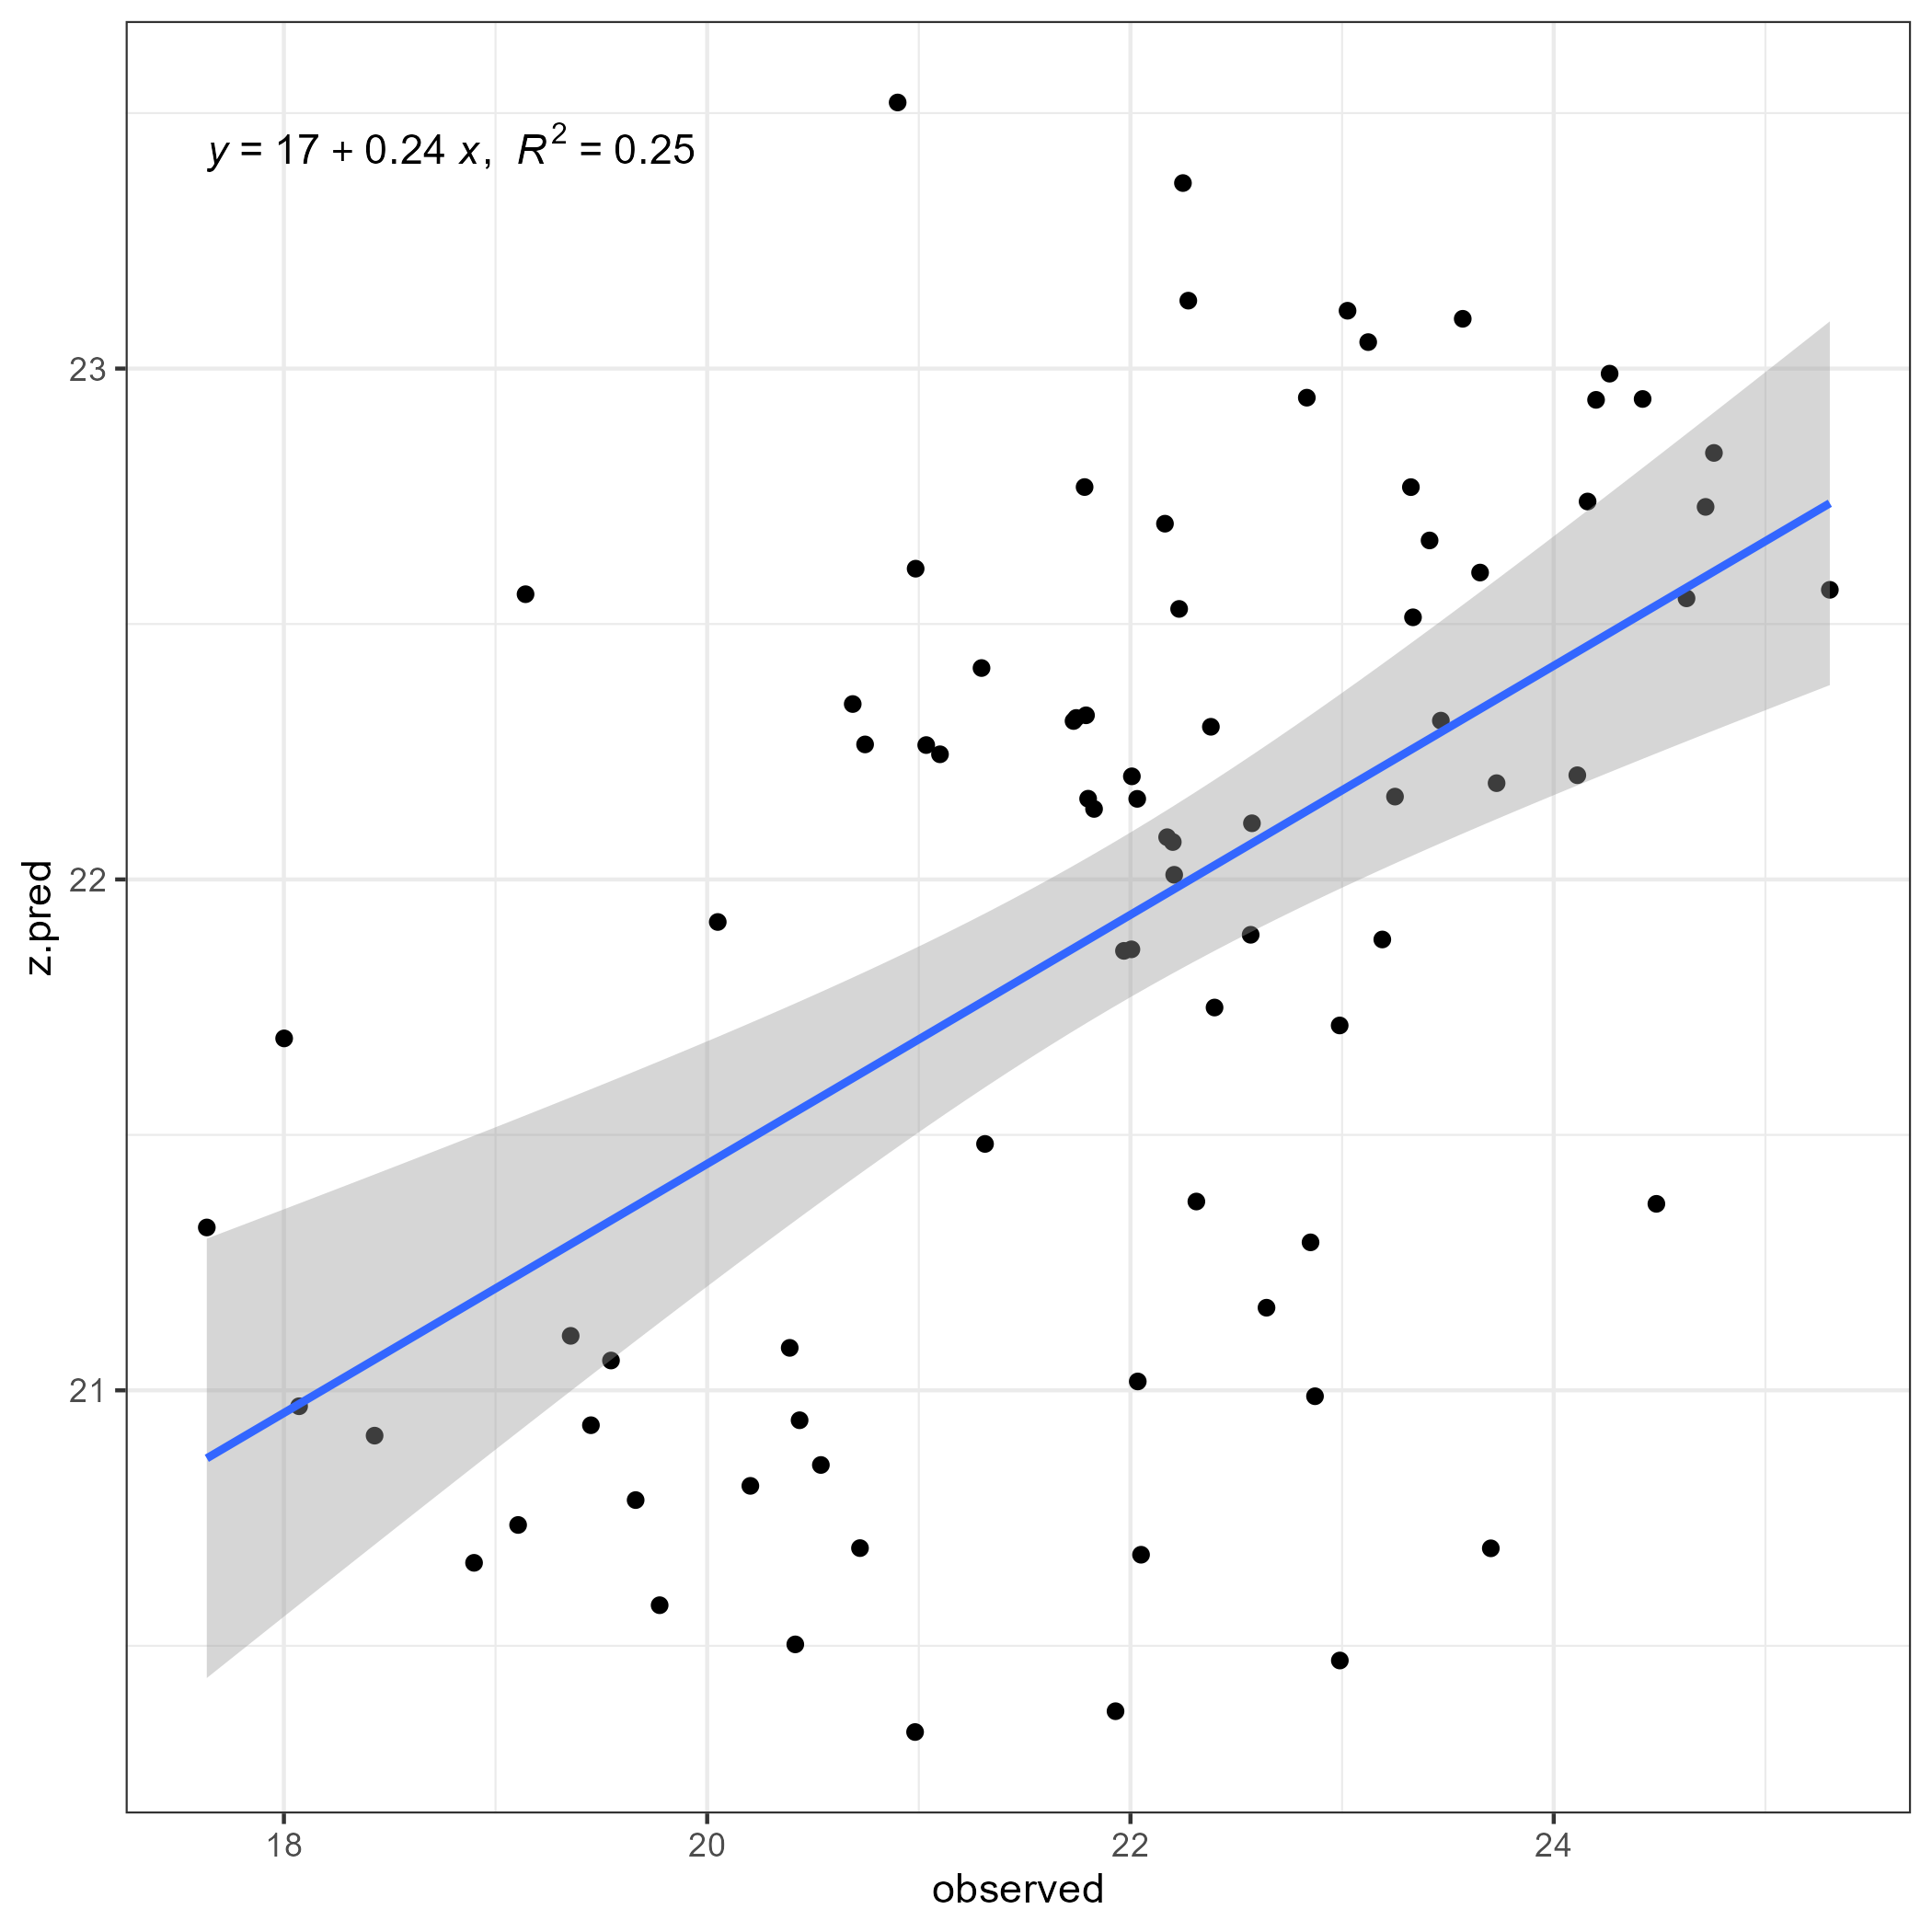 y = 17 + 0.24 x, R² = 0.25
23
22
21
z.pred
18 20 22 24
observed